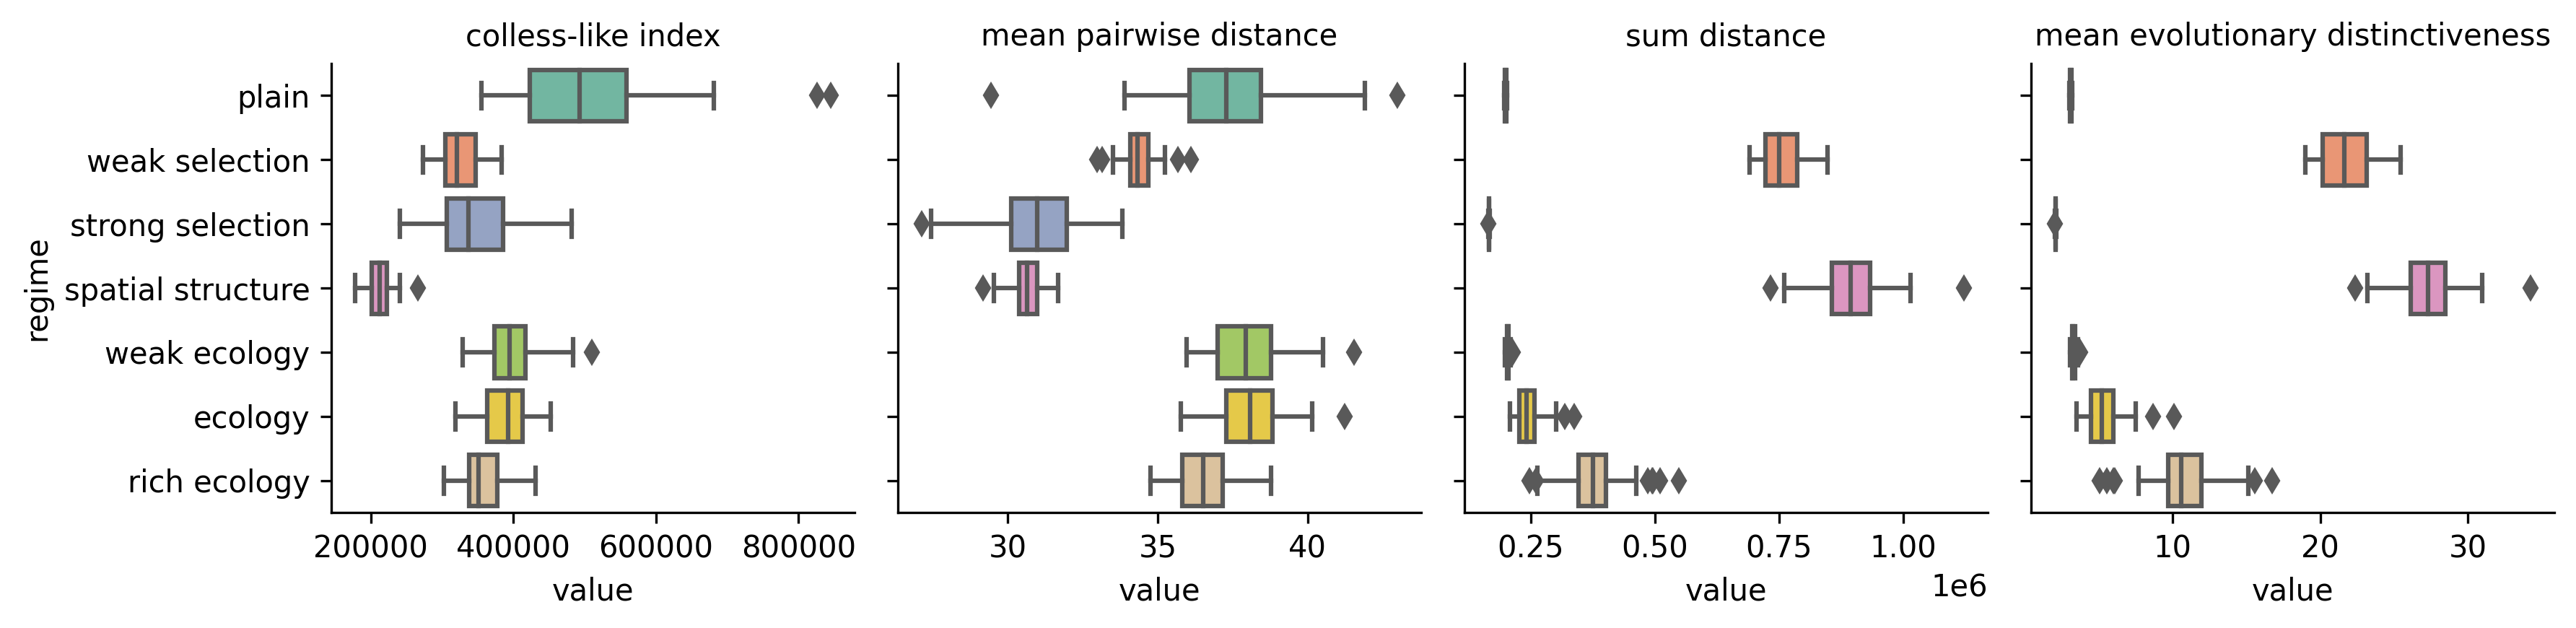 colless-like index
mean pairwise distance
sum distance
mean evolutionary distinctiveness
regime
plain
weak selection
strong selection
spatial structure
weak ecology
ecology
rich ecology
200000 400000 600000 800000
30 35 40
0.25 0.50 0.75 1.00
10 20 30
1e6
value
value
value
value